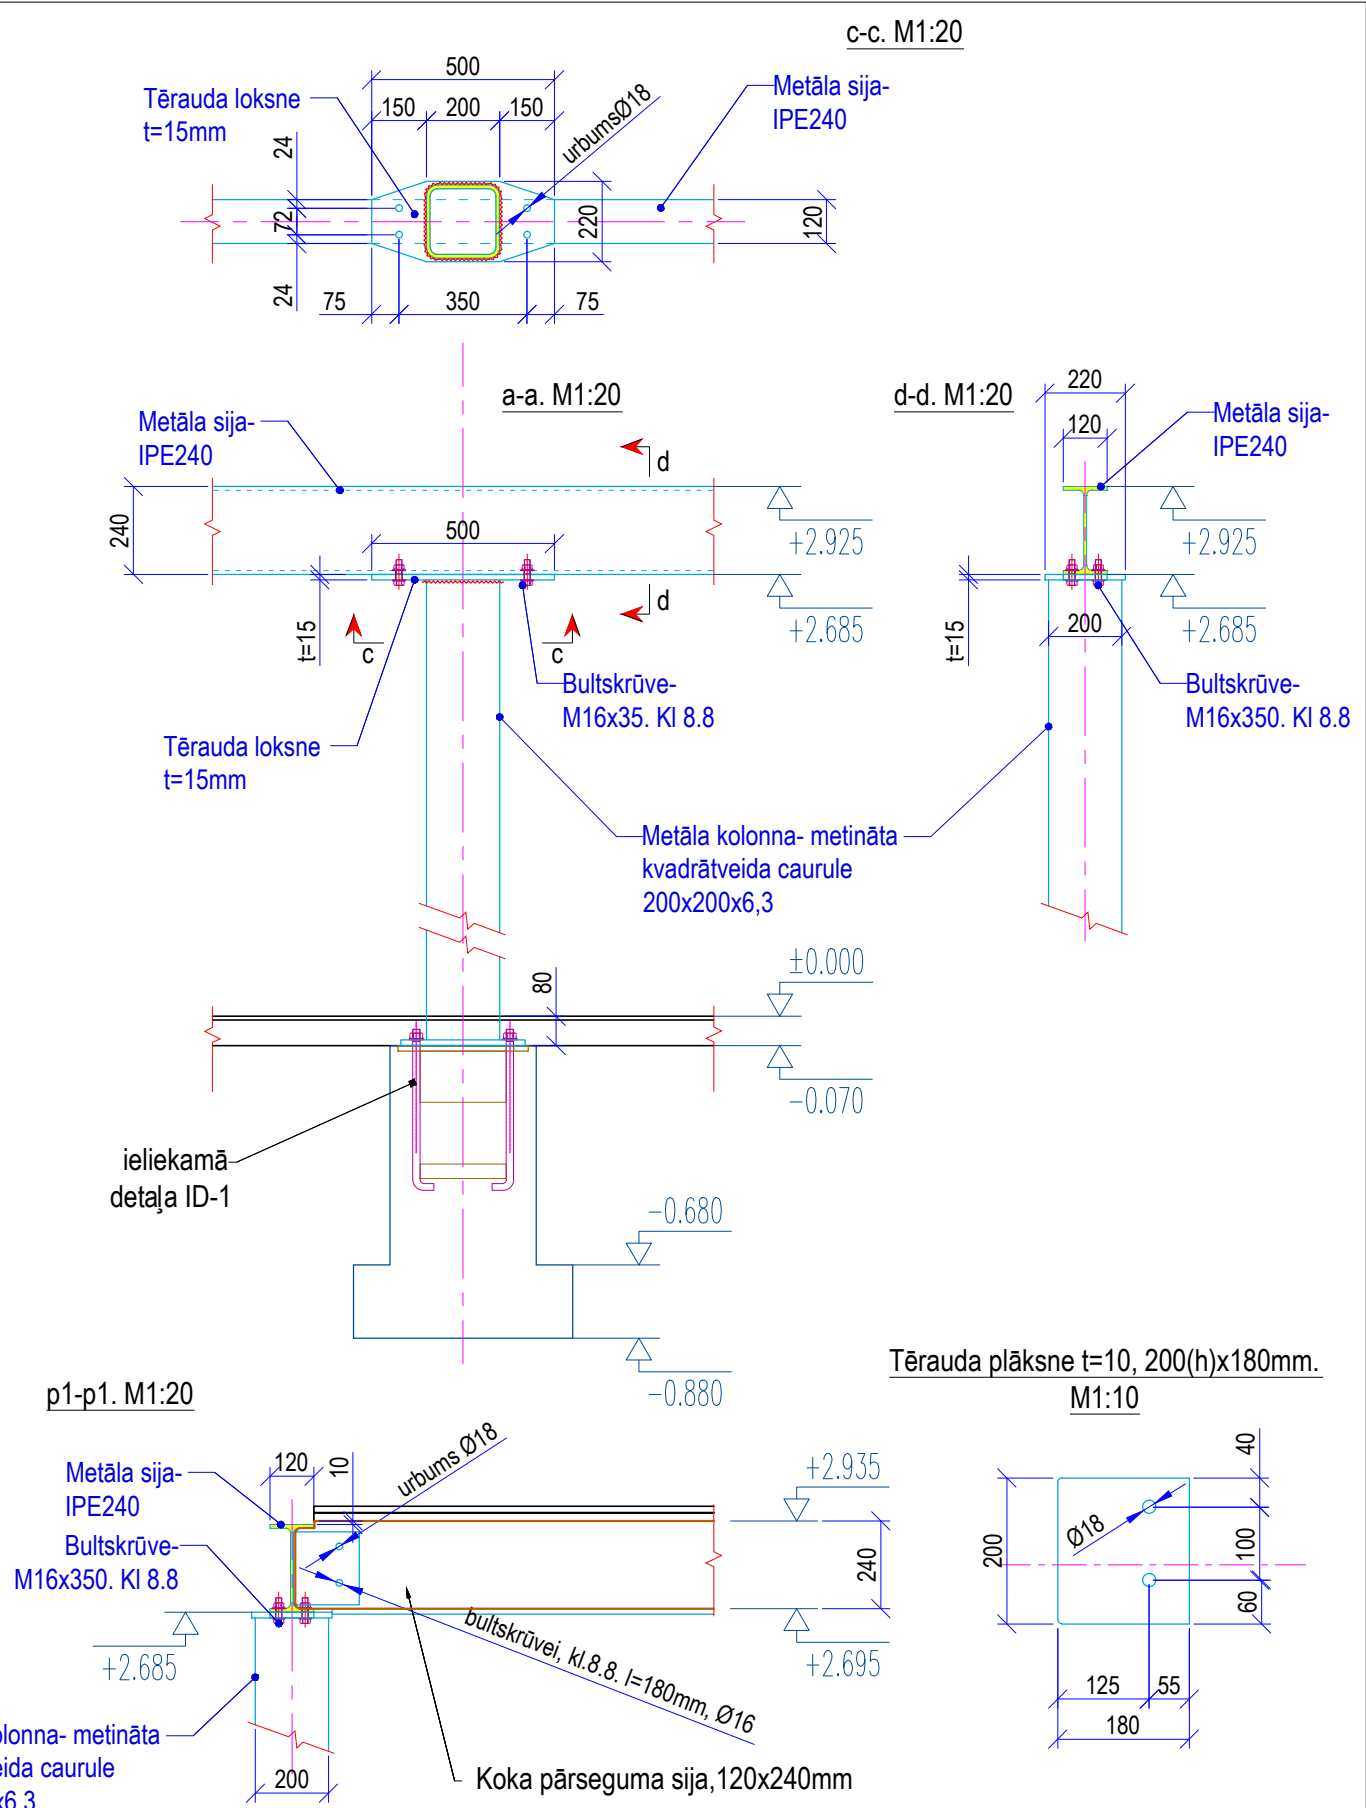 c-c. M1:20
500
Tērauda loksne
t=15mm
150
200
150
urbumsØ18
Metāla sija-
IPE240
24
72
24
220
120
75
350
75
a-a. M1:20
d-d. M1:20
220
120
Metāla sija-
IPE240
Metāla sija-
IPE240
d
240
500
+2.925
+2.925
t=15
c
c
d
+2.685
200
t=15
+2.685
Bultskrūve-
M16x35. Kl 8.8
Bultskrūve-
M16x350. Kl 8.8
Tērauda loksne
t=15mm
Metāla kolonna- metināta
kvadrātveida caurule
200x200x6,3
80
±0.000
-0.070
ieliekamā
detaļa ID-1
-0.680
-0.880
Tērauda plāksne t=10, 200(h)x180mm.
M1:10
p1-p1. M1:20
120
10
urbums Ø18
Metāla sija-
IPE240
Bultskrūve-
M16x350. Kl 8.8
+2.935
240
+2.695
+2.685
bultskrūvei, kl.8.8. l=180mm, Ø16
olonna- metināta
eida caurule
x6,3
200
Koka pārseguma sija,120x240mm
40
Ø18
200
100
60
125
55
180